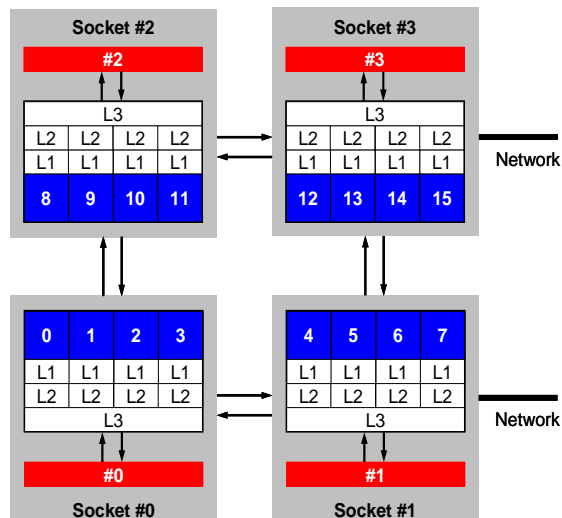 Socket #2 Socket #3
#2 #3
L3 L3
L2 L2 L2 L2 L2 L2 L2 L2
L1 L1 L1 L1 L1 L1 L1 L1
Network
8 9 10 11 12 13 14 15
0 1 2 3 4 5 6 7
L1 L1 L1 L1 L1 L1 L1 L1
L2 L2 L2 L2 L2 L2 L2 L2
L3 L3
Network
#0 #1
Socket #0 Socket #1